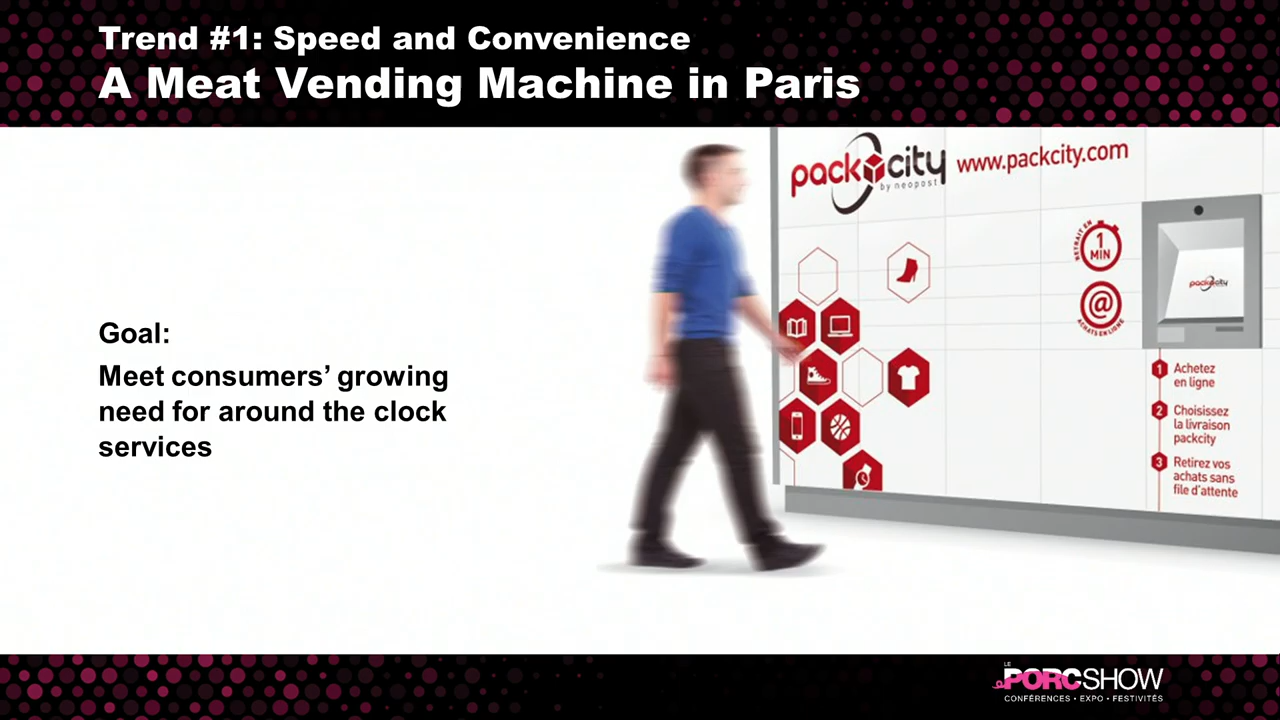 Trend #1: Speed and Convenience
A Meat Vending Machine in Paris
Goal:
Meet consumers’ growing
need for around the clock
services
packcity
by neopost
www.packcity.com
RETRAIT EN
1
MIN
@
ACHATS EN LIGNE
packcity
1 Achetez
en ligne
2 Choisissez
la livraison
packcity
3 Retirez vos
achats sans
file d’attente
LE
PORCSHOW
CONFÉRENCES • EXPO • FESTIVITÉS